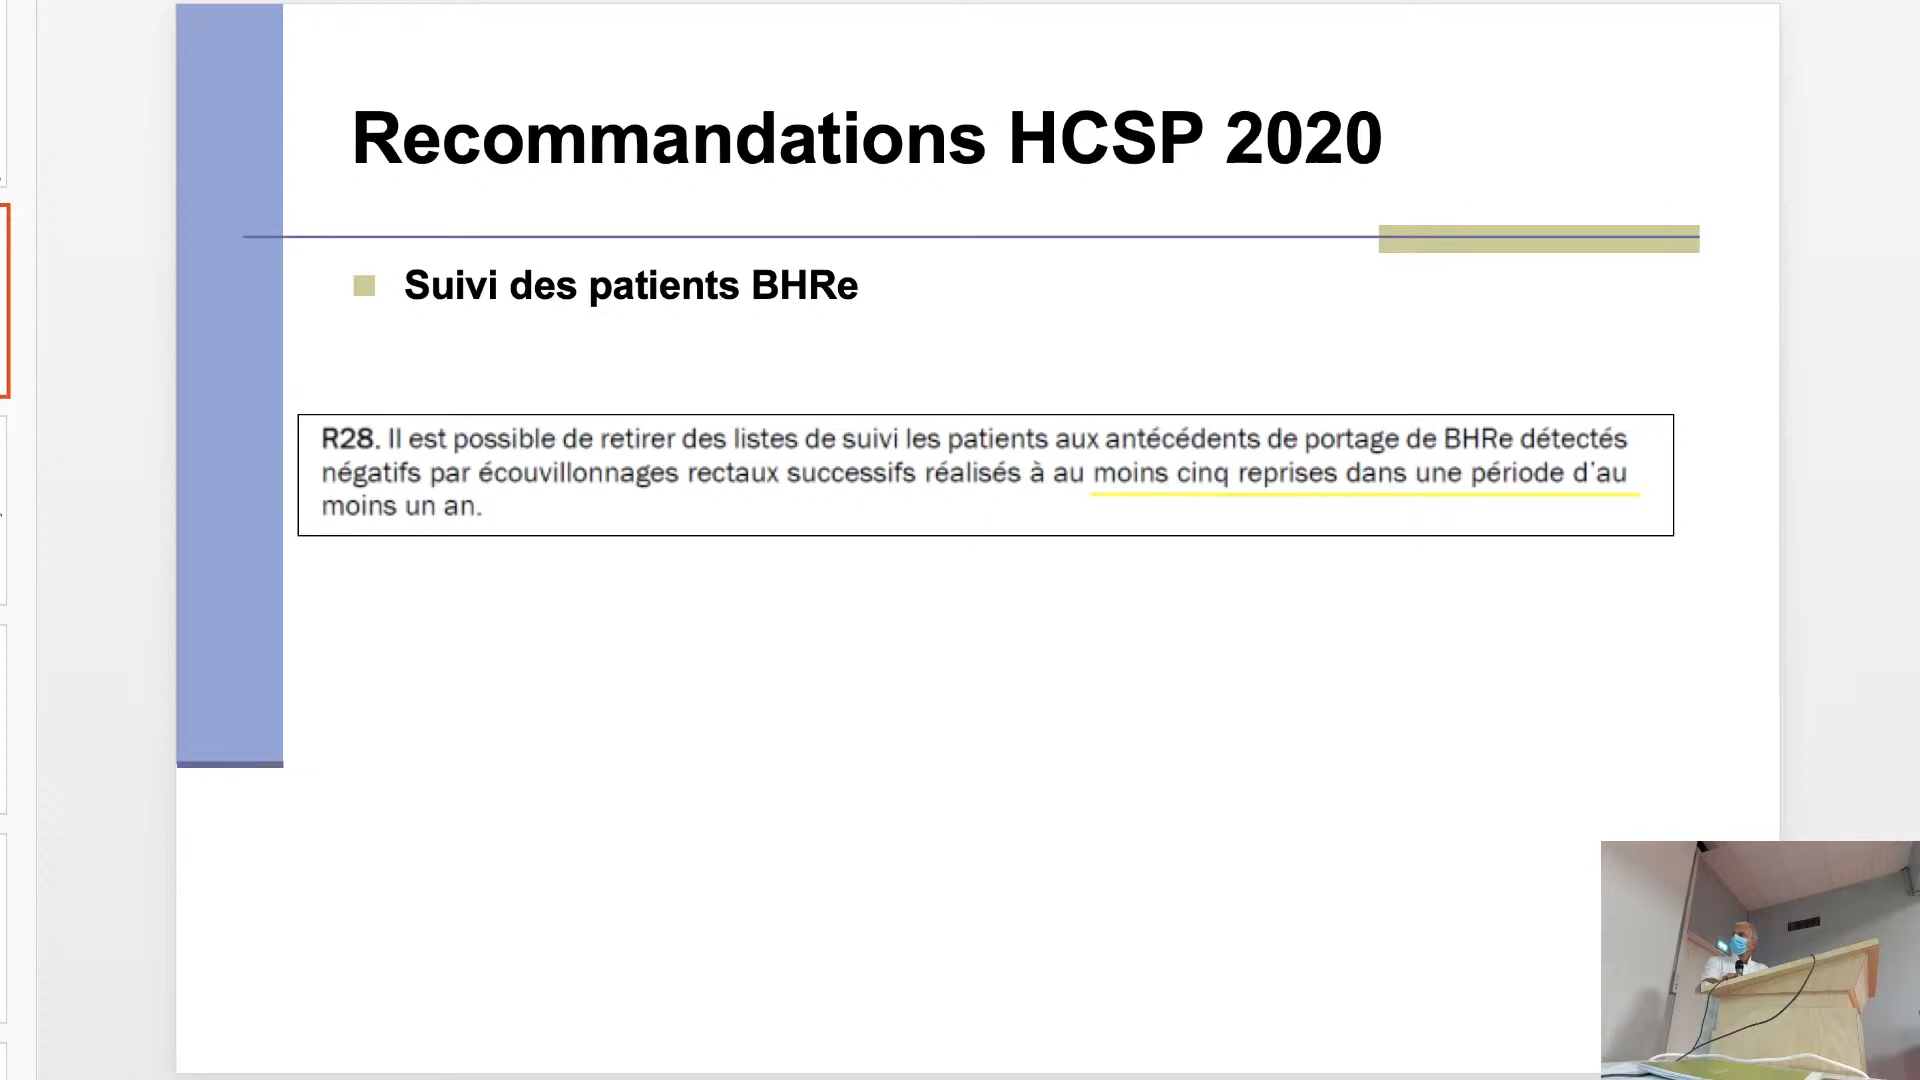 Recommandations HCSP 2020
Suivi des patients BHRe
R28. Il est possible de retirer des listes de suivi les patients aux antécédents de portage de BHRe détectés
négatifs par écouvillonnages rectaux successifs réalisés à au moins cinq reprises dans une période d'au
moins un an.